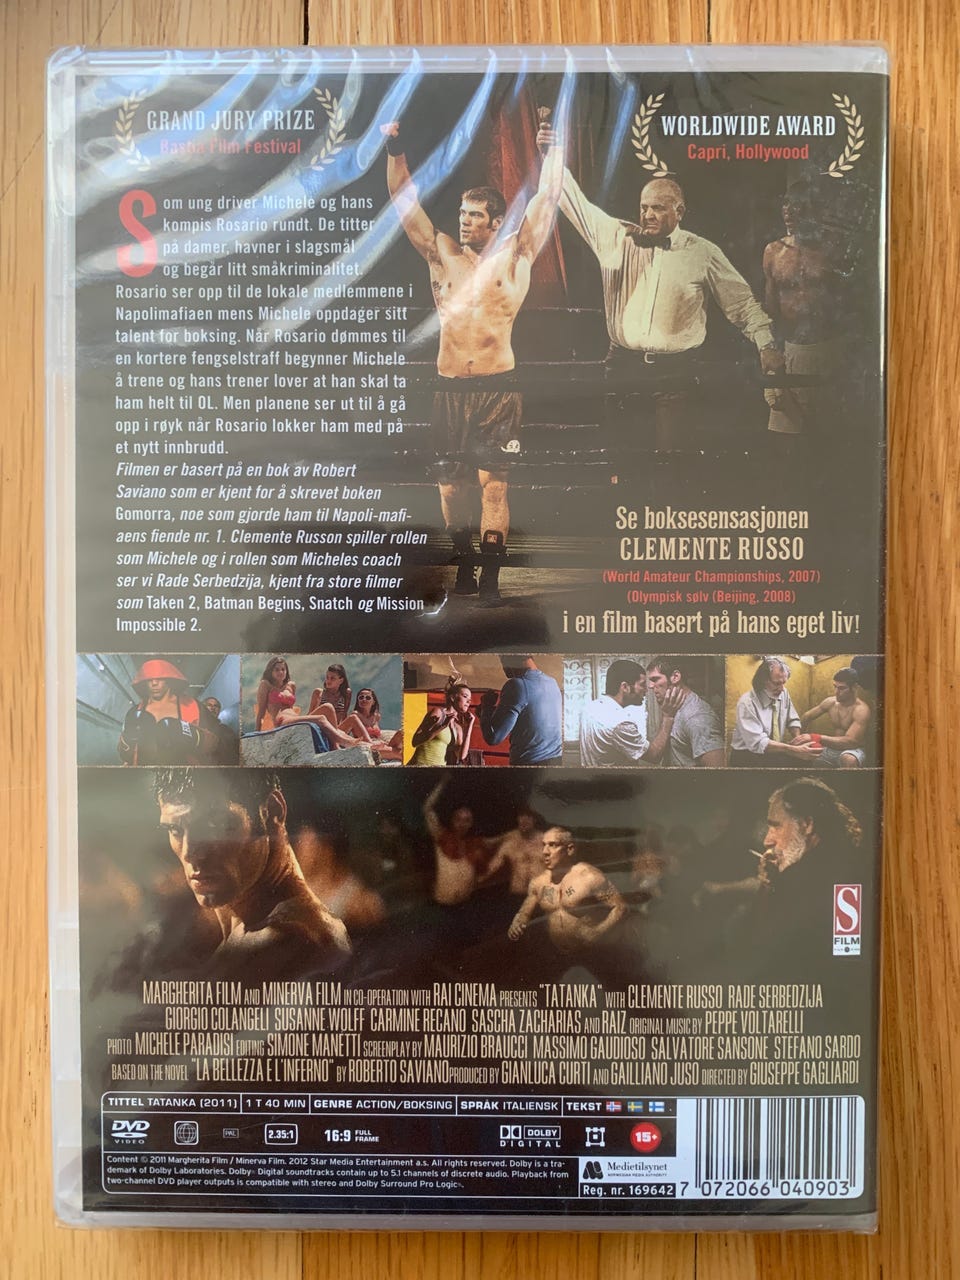 GRAND JURY PRIZE
Bastia Film Festival
WORLDWIDE AWARD
Capri, Hollywood
Som ung driver Michele og hans
kompis Rosario rundt. De titter
på damer, havner i slagsmål
og begår litt småkriminalitet.
Rosario ser opp til de lokale medlemmene i
Napolimafiaen mens Michele oppdager sitt
talent for boksing. Når Rosario dømmes til
en kortere fengselstraff begynner Michele
å trene og hans trener lover at han skal ta
ham helt til OL. Men planene ser ut til å gå
opp i røyk når Rosario lokker ham med på
et nytt innbrudd.
Filmen er basert på en bok av Robert
Saviano som er kjent for å skrevet boken
Gomorra, noe som gjorde ham til Napoli-mafi-
aens fiende nr. 1. Clemente Russon spiller rollen
som Michele og i rollen som Micheles coach
ser vi Rade Serbedzija, kjent fra store filmer
som Taken 2, Batman Begins, Snatch og Mission
Impossible 2.
Se boksesensasjonen
CLEMENTE RUSSO
(World Amateur Championships, 2007)
(Olympisk sølv (Beijing, 2008)
i en film basert på hans eget liv!
S
FILM
MARGHERITA FILM AND MINERVA FILM IN CO-OPERATION WITH RAI CINEMA PRESENTS "TATANKA" WITH CLEMENTE RUSSO RADE SERBEDZIJA
GIORGIO COLANGELI SUSANNE WOLFF CARMINE RECANO SASCHA ZACHARIAS AND RAIZ ORIGINAL MUSIC BY PEPPE VOLTARELLI
PHOTO MICHELE PARADISI EDITING SIMONE MANETTI SCREENPLAY BY MAURIZIO BRAUCCI MASSIMO GAUDIOSO SALVATORE SANSONE STEFANO SARDO
BASED ON THE NOVEL "LA BELLEZZA E L'INFERNO" BY ROBERTO SAVIANO PRODUCED BY GIANLUCA CURTI AND GAILLIANO JUSO DIRECTED BY GIUSEPPE GAGLIARDI
TITTEL TATANKA (2011) 1 T 40 MIN GENRE ACTION/BOKSING SPRÅK ITALIENSK TEKST
DVD VIDEO PAL 2.35:1 16:9 FULL FRAME DOLBY DIGITAL 15+
Content © 2011 Margherita Film / Minerva Film. 2012 Star Media Entertainment a.s. All rights reserved. Dolby is a tra-
demark of Dolby Laboratories. Dolby Digital soundtracks contain up to 5.1 channels of discrete audio. Playback from
two-channel DVD player outputs is compatible with stereo and Dolby Surround Pro Logic.
Medietilsynet
NORWEGIAN MEDIA AUTHORITY
Reg. nr. 169642
7 072066 040903